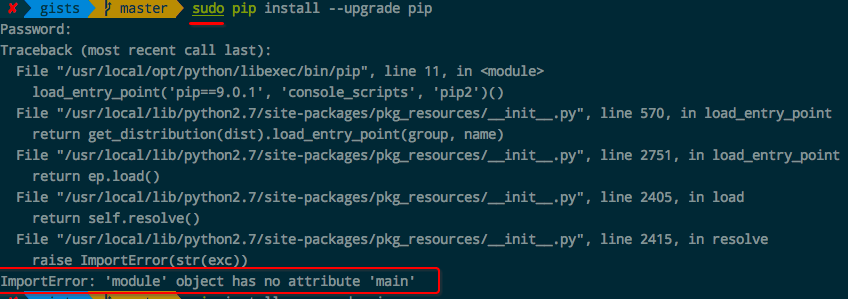 ✘ gists master sudo pip install --upgrade pip
Password:
Traceback (most recent call last):
  File "/usr/local/opt/python/libexec/bin/pip", line 11, in <module>
    load_entry_point('pip==9.0.1', 'console_scripts', 'pip2')()
  File "/usr/local/lib/python2.7/site-packages/pkg_resources/__init__.py", line 570, in load_entry_point
    return get_distribution(dist).load_entry_point(group, name)
  File "/usr/local/lib/python2.7/site-packages/pkg_resources/__init__.py", line 2751, in load_entry_point
    return ep.load()
  File "/usr/local/lib/python2.7/site-packages/pkg_resources/__init__.py", line 2405, in load
    return self.resolve()
  File "/usr/local/lib/python2.7/site-packages/pkg_resources/__init__.py", line 2415, in resolve
    raise ImportError(str(exc))
ImportError: 'module' object has no attribute 'main'